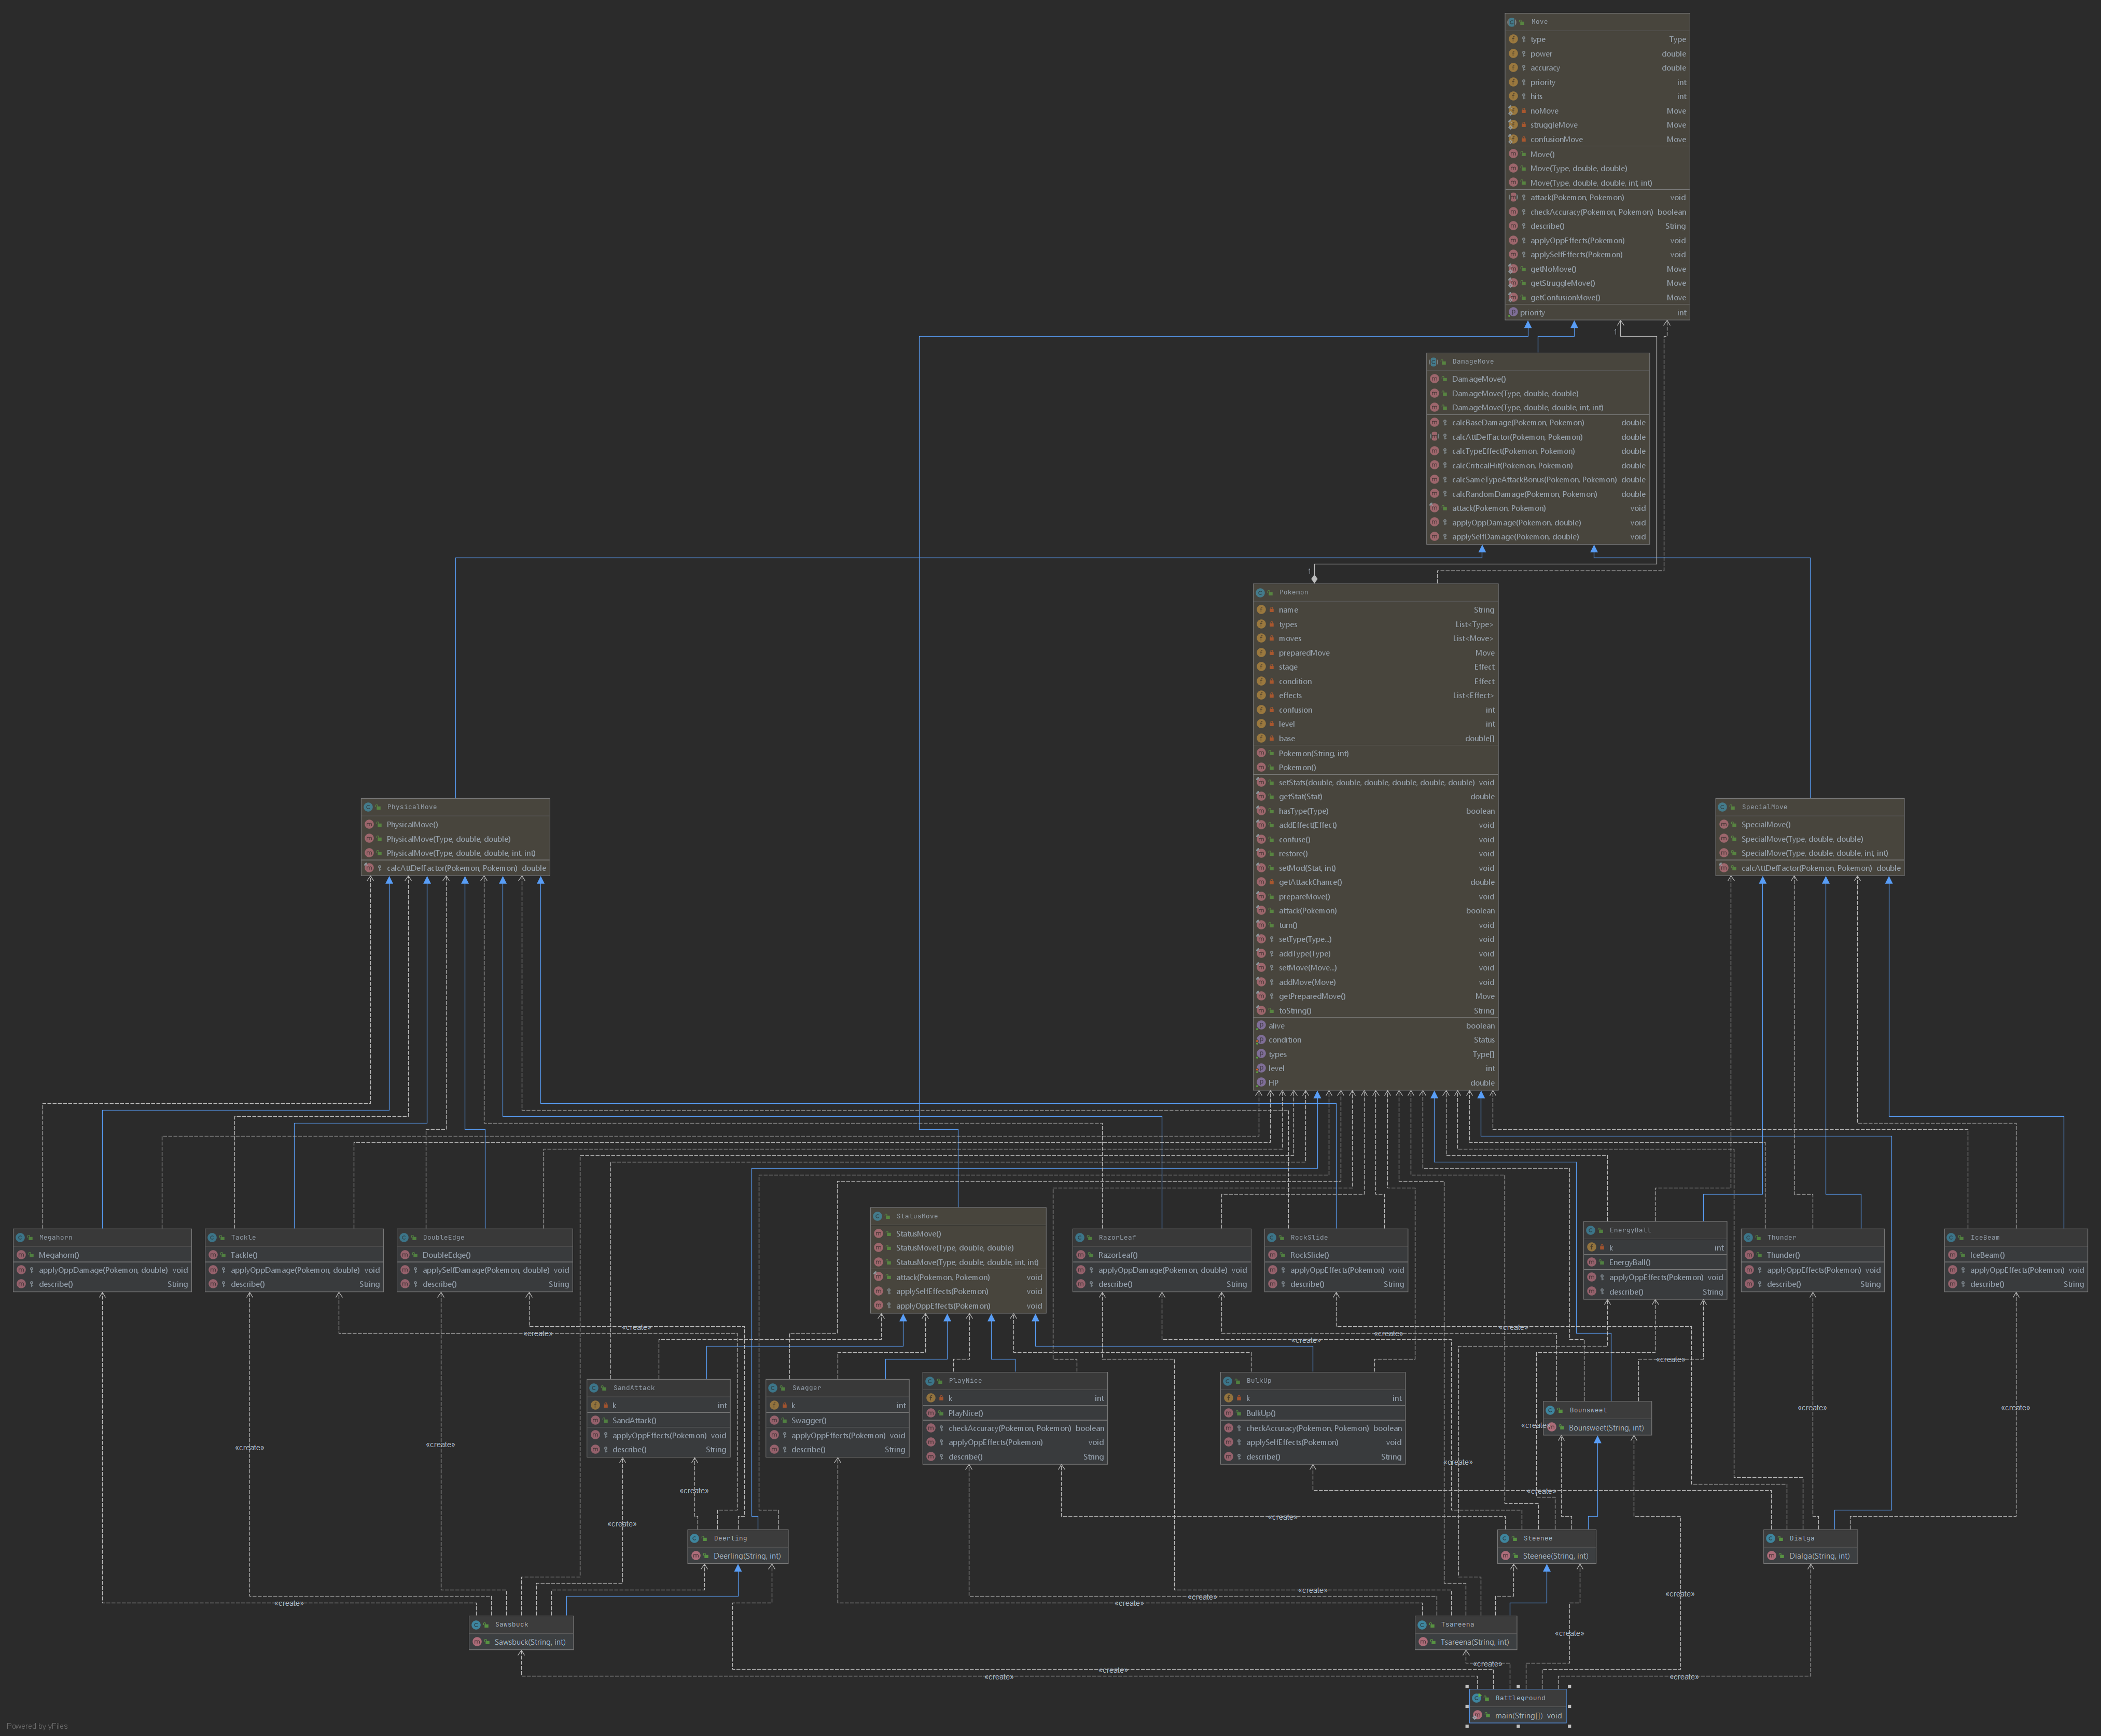 Move
type Type
power double
accuracy double
priority int
hits int
noMove Move
struggleMove Move
confusionMove Move
Move()
Move(Type, double, double)
Move(Type, double, double, int, int)
attack(Pokemon, Pokemon) void
checkAccuracy(Pokemon, Pokemon) boolean
describe() String
applyOppEffects(Pokemon) void
applySelfEffects(Pokemon) void
getNoMove() Move
getStruggleMove() Move
getConfusionMove() Move
priority int
1
DamageMove
DamageMove()
DamageMove(Type, double, double)
DamageMove(Type, double, double, int, int)
calcBaseDamage(Pokemon, Pokemon) double
calcAttDefFactor(Pokemon, Pokemon) double
calcTypeEffect(Pokemon, Pokemon) double
calcCriticalHit(Pokemon, Pokemon) double
calcSameTypeAttackBonus(Pokemon, Pokemon) double
calcRandomDamage(Pokemon, Pokemon) double
attack(Pokemon, Pokemon) void
applyOppDamage(Pokemon, double) void
applySelfDamage(Pokemon, double) void
1
Pokemon
name String
types List<Type>
moves List<Move>
preparedMove Move
stage Effect
condition Effect
effects List<Effect>
confusion int
level int
base double[]
Pokemon(String, int)
Pokemon()
setStats(double, double, double, double, double, double) void
getStat(Stat) double
hasType(Type) boolean
addEffect(Effect) void
confuse() void
restore() void
setMod(Stat, int) void
getAttackChance() double
prepareMove() void
attack(Pokemon) boolean
turn() void
setType(Type...) void
addType(Type) void
setMove(Move...) void
addMove(Move) void
getPreparedMove() Move
toString() String
alive boolean
condition Status
types Type[]
level int
HP double
PhysicalMove
PhysicalMove()
PhysicalMove(Type, double, double)
PhysicalMove(Type, double, double, int, int)
calcAttDefFactor(Pokemon, Pokemon) double
SpecialMove
SpecialMove()
SpecialMove(Type, double, double)
SpecialMove(Type, double, double, int, int)
calcAttDefFactor(Pokemon, Pokemon) double
Megahorn
Megahorn()
applyOppDamage(Pokemon, double) void
describe() String
Tackle
Tackle()
applyOppDamage(Pokemon, double) void
describe() String
DoubleEdge
DoubleEdge()
applySelfDamage(Pokemon, double) void
describe() String
StatusMove
StatusMove()
StatusMove(Type, double, double)
StatusMove(Type, double, double, int, int)
attack(Pokemon, Pokemon) void
applySelfEffects(Pokemon) void
applyOppEffects(Pokemon) void
RazorLeaf
RazorLeaf()
applyOppDamage(Pokemon, double) void
describe() String
RockSlide
RockSlide()
applyOppEffects(Pokemon) void
describe() String
EnergyBall
k int
EnergyBall()
applyOppEffects(Pokemon) void
describe() String
Thunder
Thunder()
applyOppEffects(Pokemon) void
describe() String
IceBeam
IceBeam()
applyOppEffects(Pokemon) void
describe() String
«create»
«create»
«create»
«create»
«create»
«create»
SandAttack
k int
SandAttack()
applyOppEffects(Pokemon) void
describe() String
Swagger
k int
Swagger()
applyOppEffects(Pokemon) void
describe() String
PlayNice
k int
PlayNice()
checkAccuracy(Pokemon, Pokemon) boolean
applyOppEffects(Pokemon) void
describe() String
BulkUp
k int
BulkUp()
checkAccuracy(Pokemon, Pokemon) boolean
applySelfEffects(Pokemon) void
describe() String
Bounsweet
Bounsweet(String, int)
«create»
«create»
«create»
«create»
«create»
«create»
«create»
«create»
«create»
«create»
«create»
Deerling
Deerling(String, int)
Steenee
Steenee(String, int)
Dialga
Dialga(String, int)
«create»
«create»
«create»
«create»
Sawsbuck
Sawsbuck(String, int)
Tsareena
Tsareena(String, int)
«create»
«create»
«create»
«create»
«create»
Battleground
main(String[]) void
Powered by yFiles